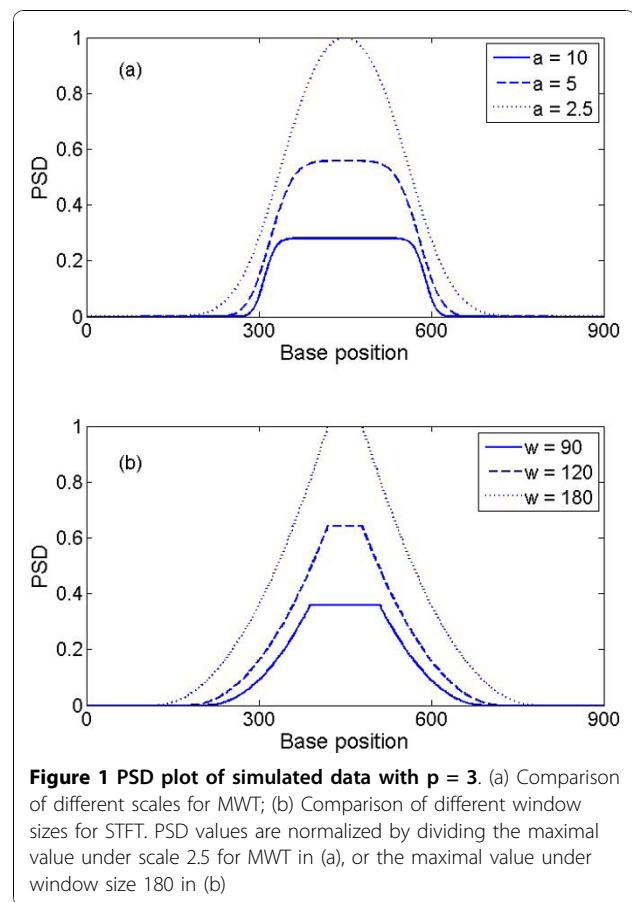 1
(a)
a = 10
a = 5
a = 2.5
0.8
0.6
PSD
0.4
0.2
0
0
300
600
900
Base position
1
(b)
w = 90
w = 120
w = 180
0.8
0.6
PSD
0.4
0.2
0
0
300
600
900
Base position
Figure 1 PSD plot of simulated data with p = 3. (a) Comparison
of different scales for MWT; (b) Comparison of different window
sizes for STFT. PSD values are normalized by dividing the maximal
value under scale 2.5 for MWT in (a), or the maximal value under
window size 180 in (b)